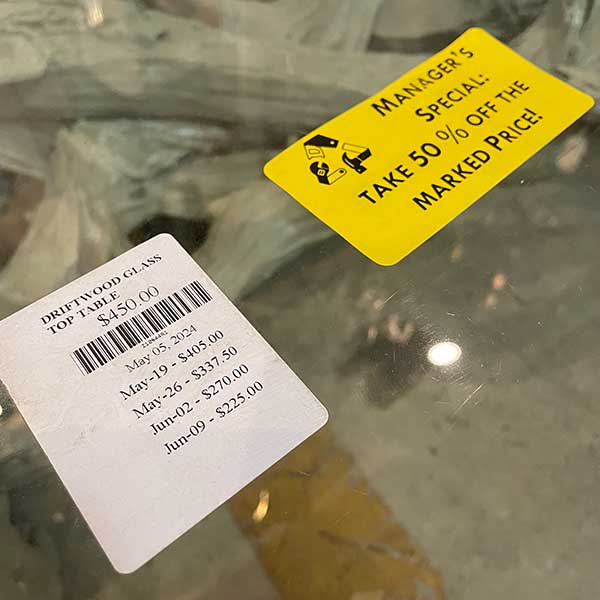 MANAGER'S
SPECIAL:
TAKE 50 % OFF THE
MARKED PRICE!
DRIFTWOOD GLASS
TOP TABLE
$450.00
May 05, 2024
May-19 - $405.00
May-26 - $337.50
Jun-02 - $270.00
Jun-09 - $225.00